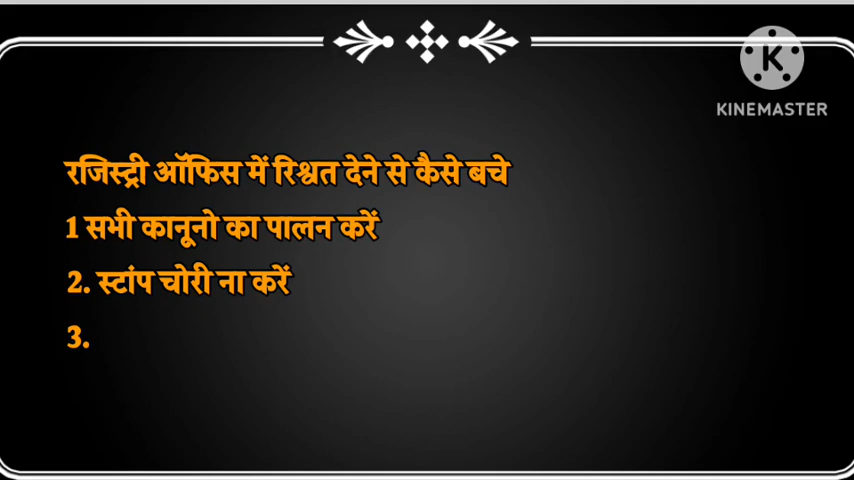 KINEMASTER
रजिस्ट्री ऑफिस में रिश्वत देने से कैसे बचे
1 सभी कानूनो का पालन करें
2. स्टांप चोरी ना करें
3.